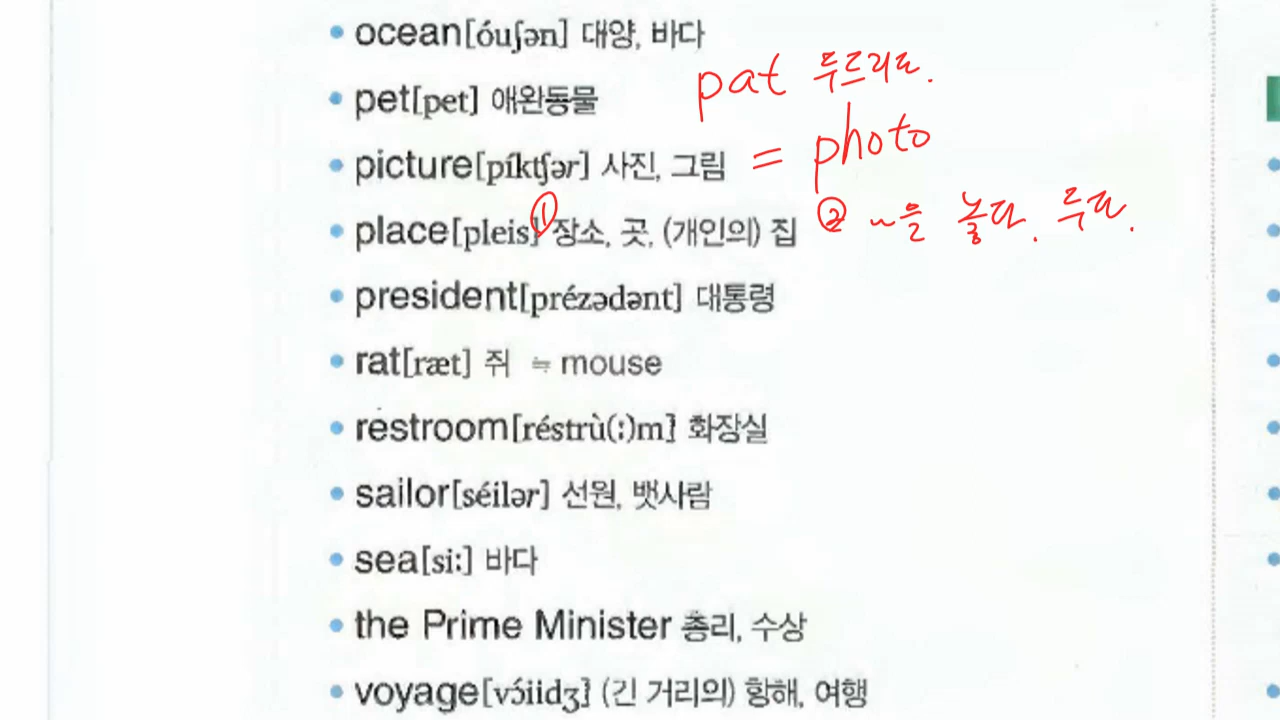 ocean[óuʃən] 대양, 바다
pet[pet] 애완동물 pat 두드리다.
picture[píktʃər] 사진, 그림 = photo
place[pleis] ① 장소, 곳, (개인의) 집 ② ~을 놓다. 두다.
president[prézədənt] 대통령
rat[ræt] 쥐 ≒ mouse
restroom[réstrù(:)m] 화장실
sailor[séilər] 선원, 뱃사람
sea[si:] 바다
the Prime Minister 총리, 수상
voyage[vɔ́iidʒ] (긴 거리의) 항해, 여행